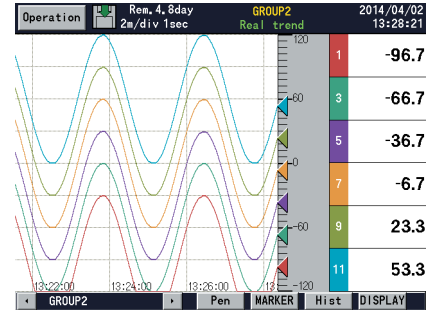 Operation
Rem.4.8day
2m/div 1sec
GROUP2
Real trend
2014/04/02
13:28:21
120
60
0
-60
-120
13:22:00 13:24:00 13:26:00 13
1 -96.7
3 -66.7
5 -36.7
7 -6.7
9 23.3
11 53.3
GROUP2 Pen MARKER Hist DISPLAY